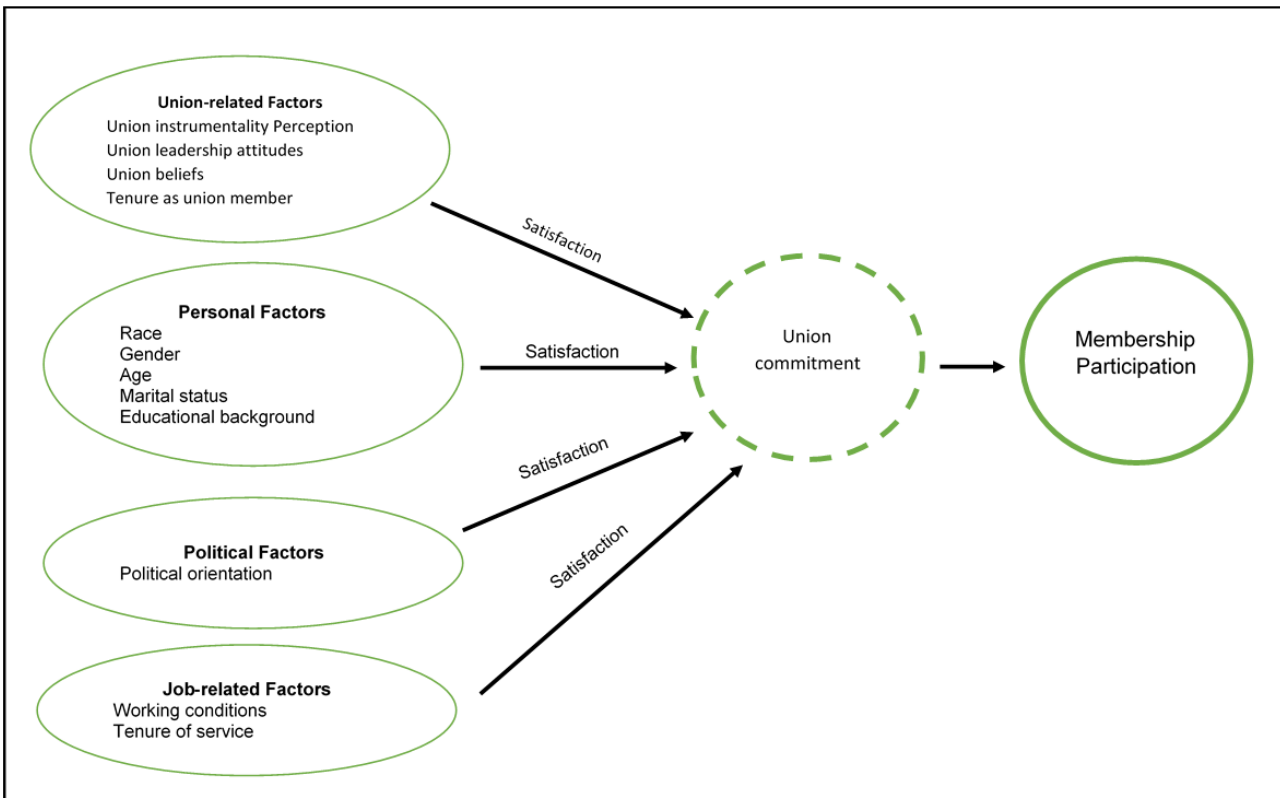 Union-related Factors
Union instrumentality Perception
Union leadership attitudes
Union beliefs
Tenure as union member
Satisfaction
Personal Factors
Race
Gender
Age
Marital status
Educational background
Satisfaction
Union
commitment
Membership
Participation
Satisfaction
Political Factors
Political orientation
Satisfaction
Job-related Factors
Working conditions
Tenure of service